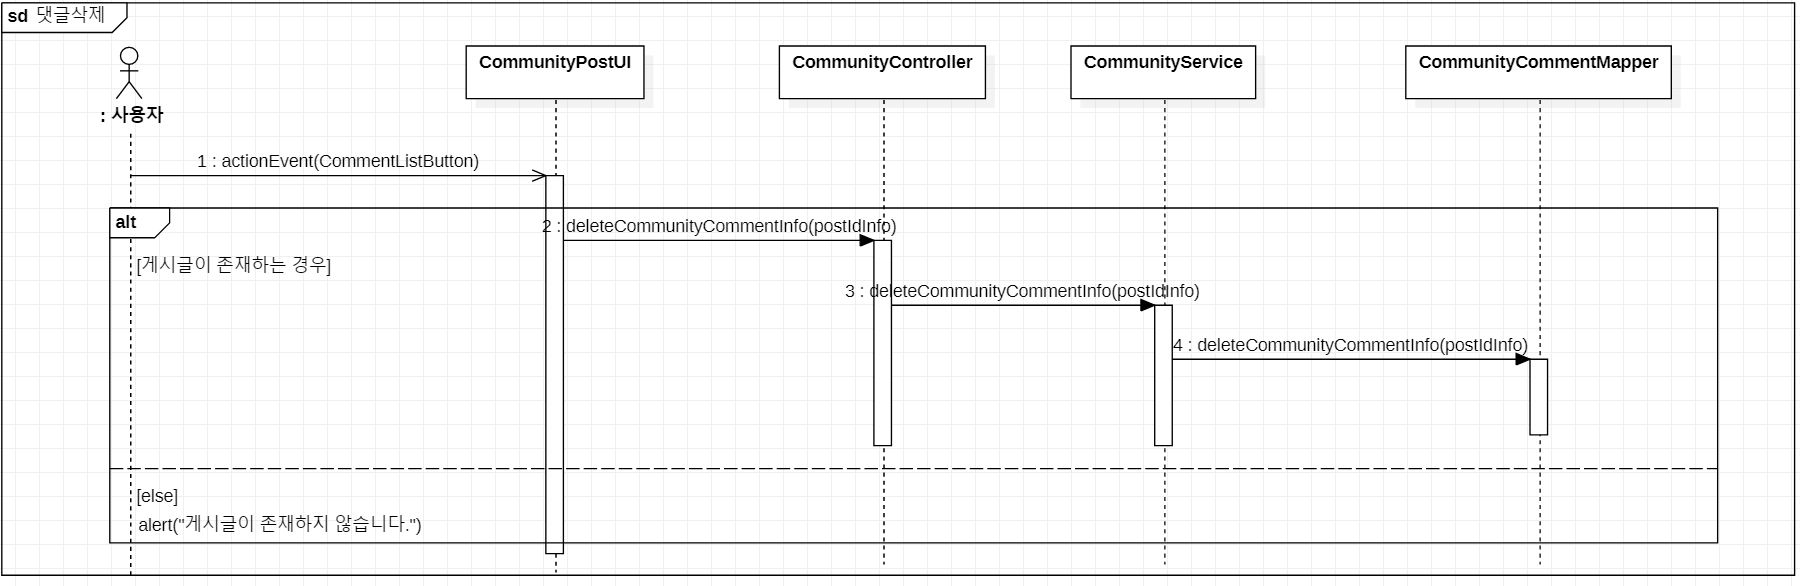 sd 댓글삭제
: 사용자
CommunityPostUI
CommunityController
CommunityService
CommunityCommentMapper
1 : actionEvent(CommentListButton)
alt
2 : deleteCommunityCommentInfo(postIdInfo)
[게시글이 존재하는 경우]
3 : deleteCommunityCommentInfo(postIdInfo)
4 : deleteCommunityCommentInfo(postIdInfo)
[else]
alert("게시글이 존재하지 않습니다.")